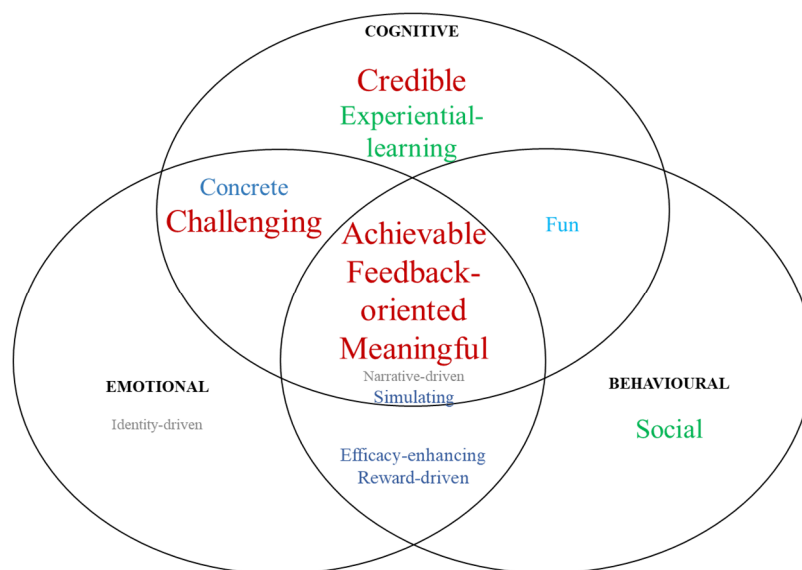 COGNITIVE
Credible
Experiential-
learning
Concrete
Challenging
Achievable
Feedback-
oriented
Meaningful
Narrative-driven
Simulating
Fun
EMOTIONAL
Identity-driven
BEHAVIOURAL
Social
Efficacy-enhancing
Reward-driven